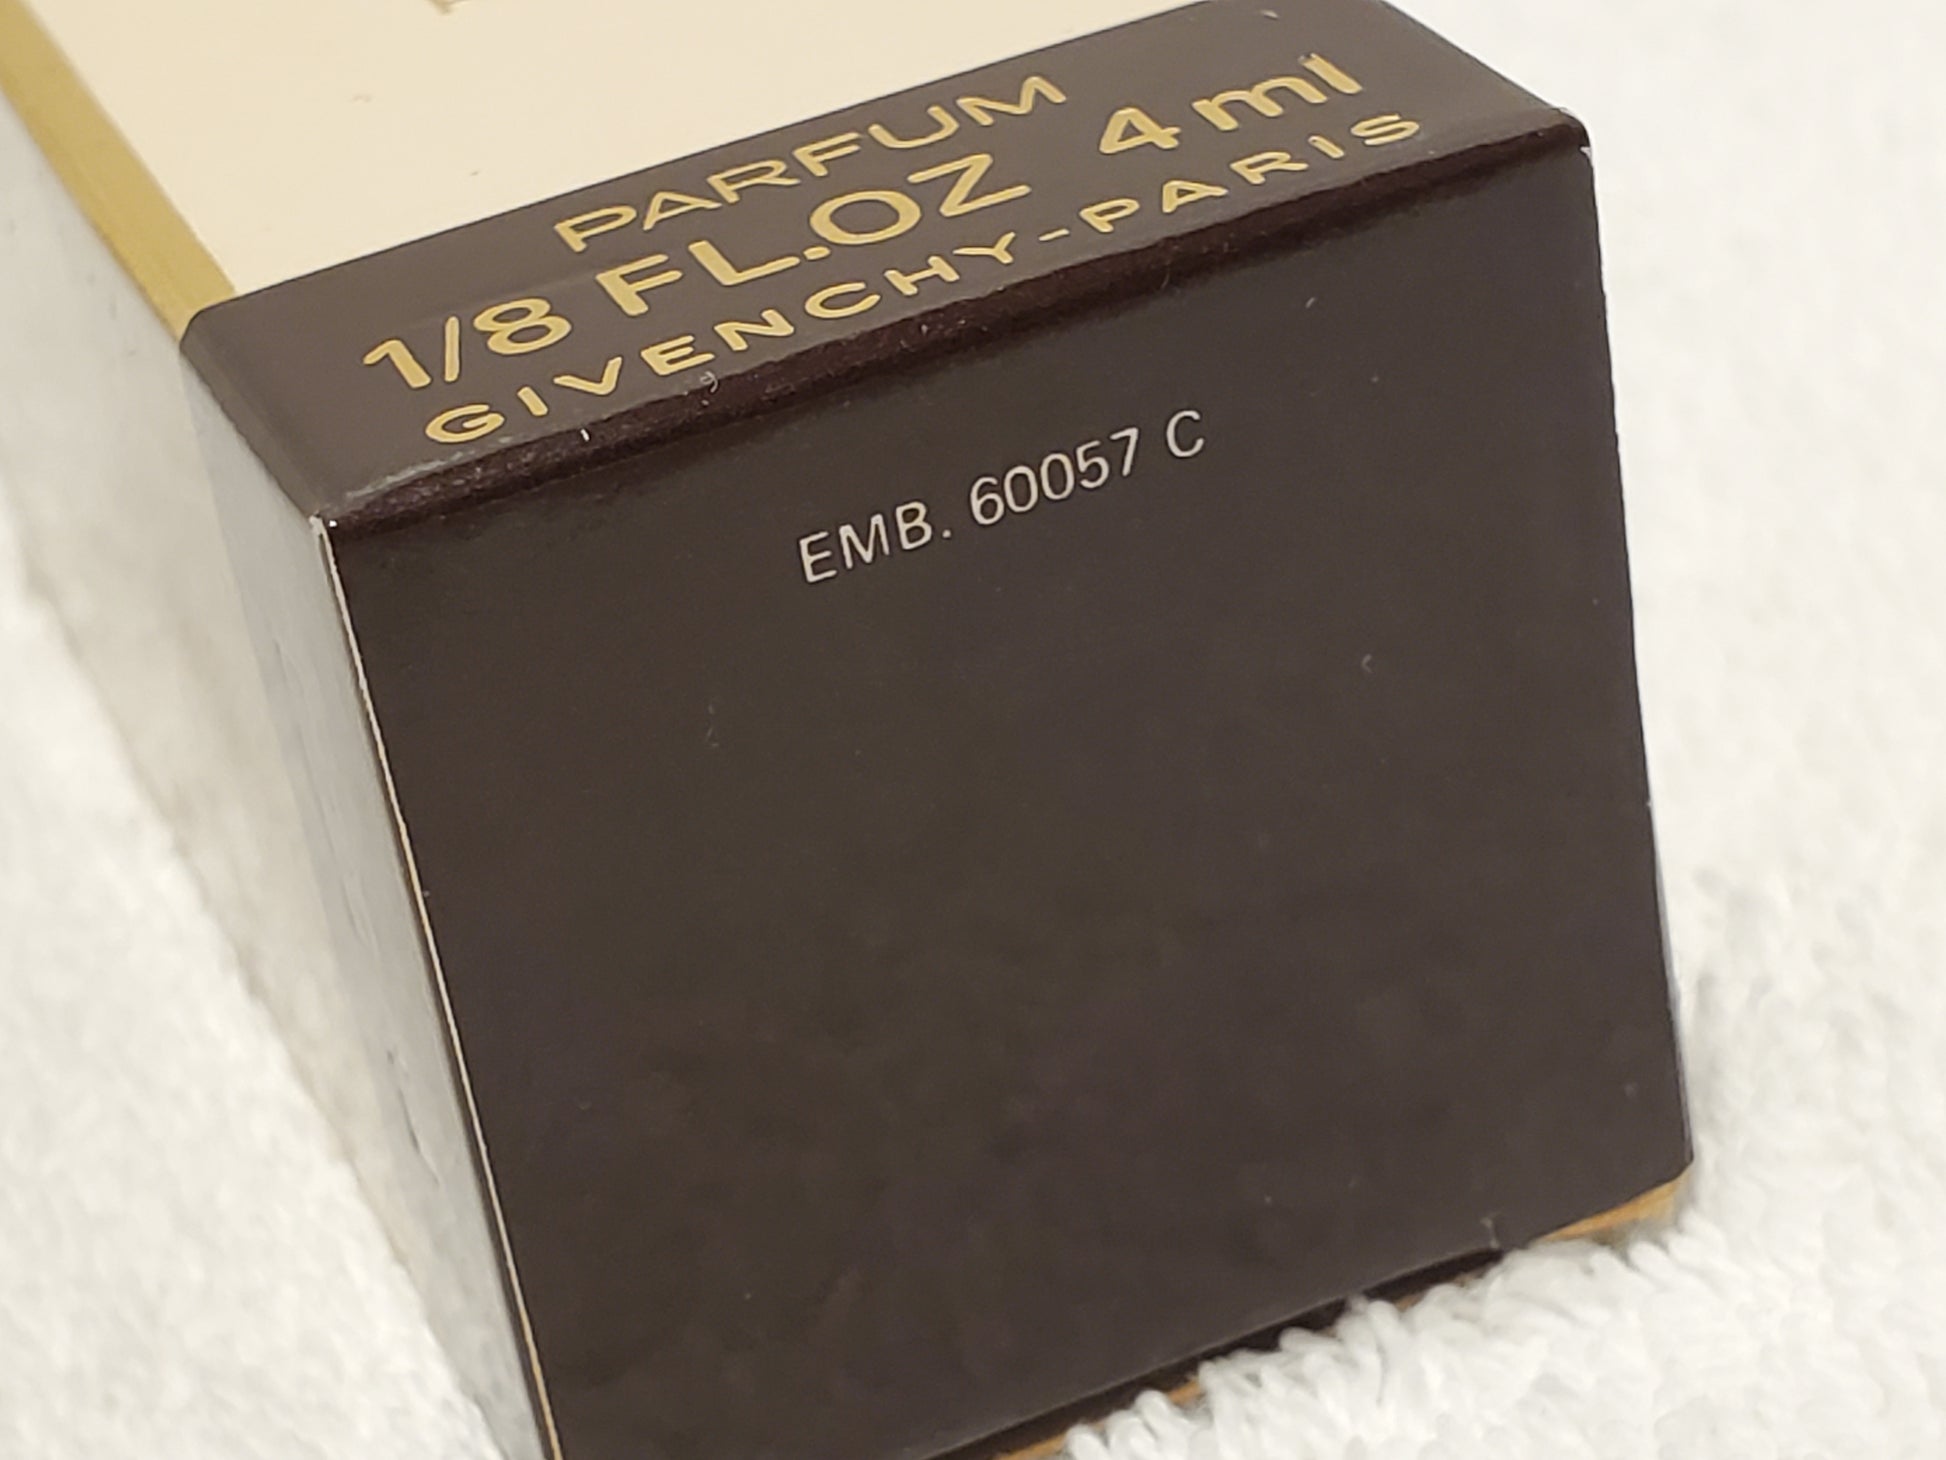 PARFUM
1/8 FL.OZ 4 ml
GIVENCHY-PARIS
EMB. 60057 C